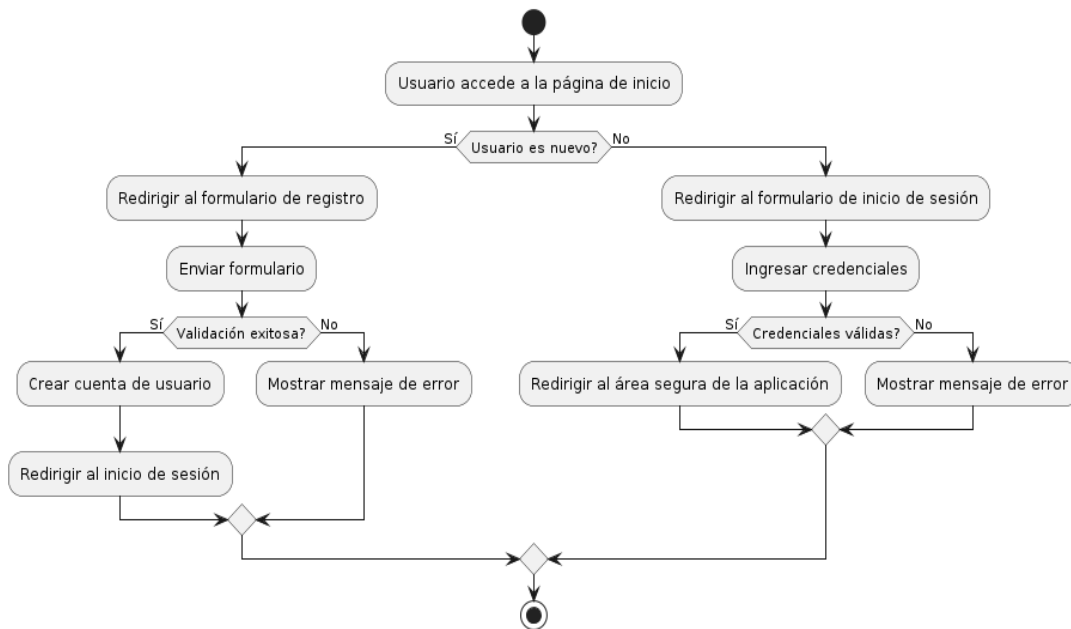 Usuario accede a la página de inicio
Sí
Usuario es nuevo?
No
Redirigir al formulario de registro
Redirigir al formulario de inicio de sesión
Enviar formulario
Ingresar credenciales
Sí
Validación exitosa?
No
Sí
Credenciales válidas?
No
Crear cuenta de usuario
Mostrar mensaje de error
Redirigir al área segura de la aplicación
Mostrar mensaje de error
Redirigir al inicio de sesión